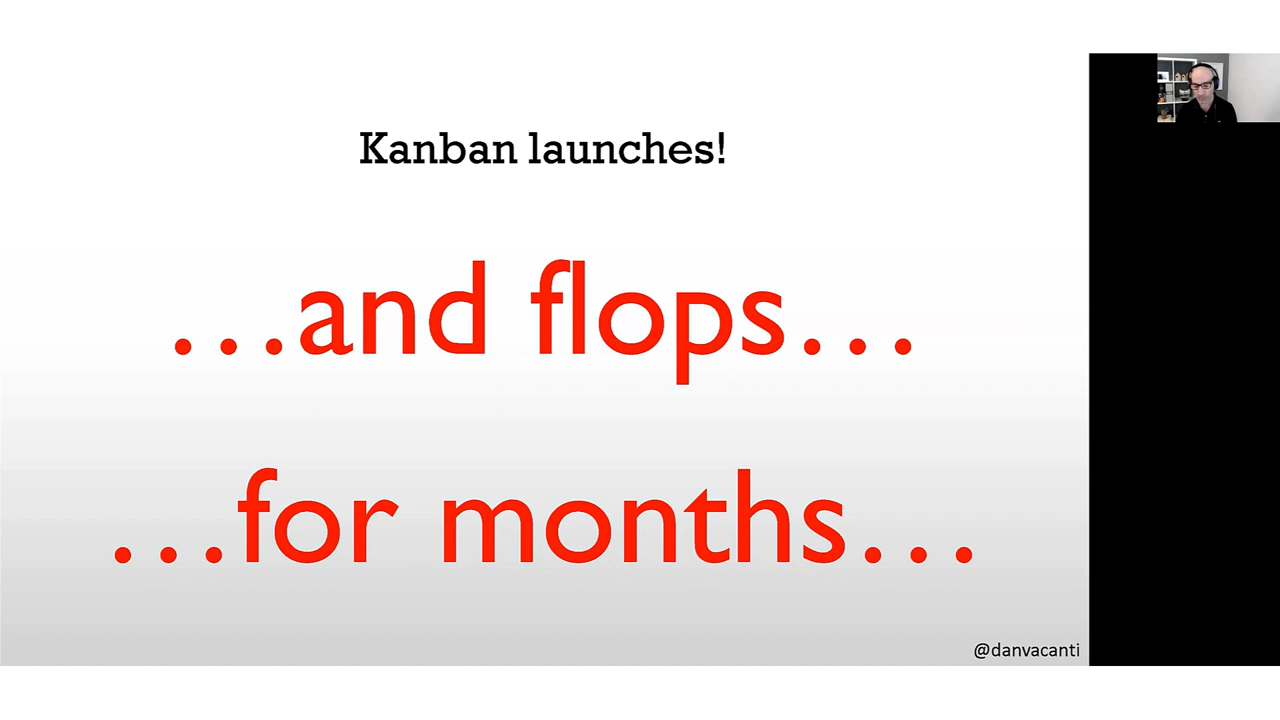 Kanban launches!
…and flops…
…for months…
@danvacanti